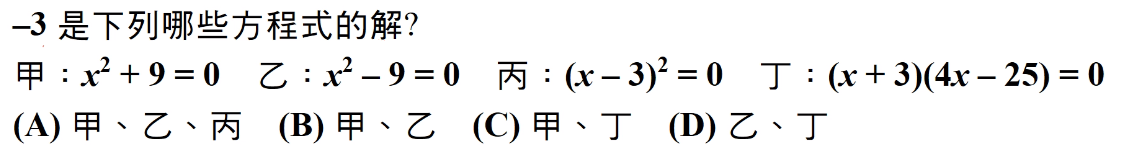 –3 是下列哪些方程式的解?
甲：x² + 9 = 0 乙：x² – 9 = 0 丙：(x – 3)² = 0 丁：(x + 3)(4x – 25) = 0
(A) 甲、乙、丙 (B) 甲、乙 (C) 甲、丁 (D) 乙、丁